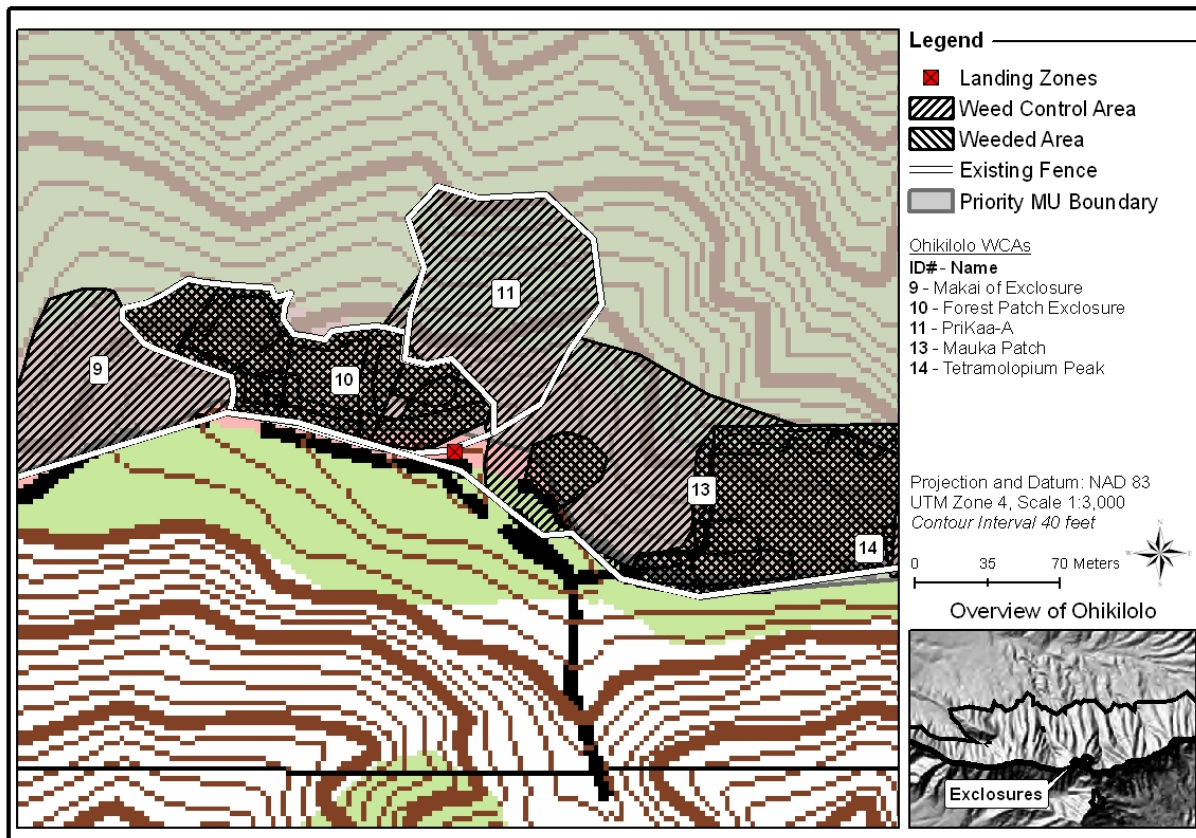 Legend
Landing Zones
Weed Control Area
Weeded Area
Existing Fence
Priority MU Boundary
Ohikilolo WCAs
ID#- Name
9 - Makai of Exclosure
10 - Forest Patch Exclosure
11 - PriKaa-A
13 - Mauka Patch
14 - Tetramolopium Peak
11
9
10
13
14
Projection and Datum: NAD 83
UTM Zone 4, Scale 1:3,000
Contour Interval 40 feet
N
W
E
S
0 35 70 Meters
Overview of Ohikilolo
Exclosures